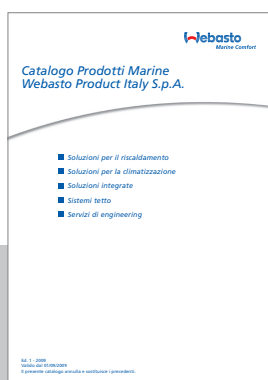 Webasto
Marine Comfort
Catalogo Prodotti Marine
Webasto Product Italy S.p.A.
Soluzioni per il riscaldamento
Soluzioni per la climatizzazione
Soluzioni integrate
Sistemi tetto
Servizi di engineering
Ed. 1 - 2009
Valido dal 01/09/2009
Il presente catalogo annulla e sostituisce i precedenti.